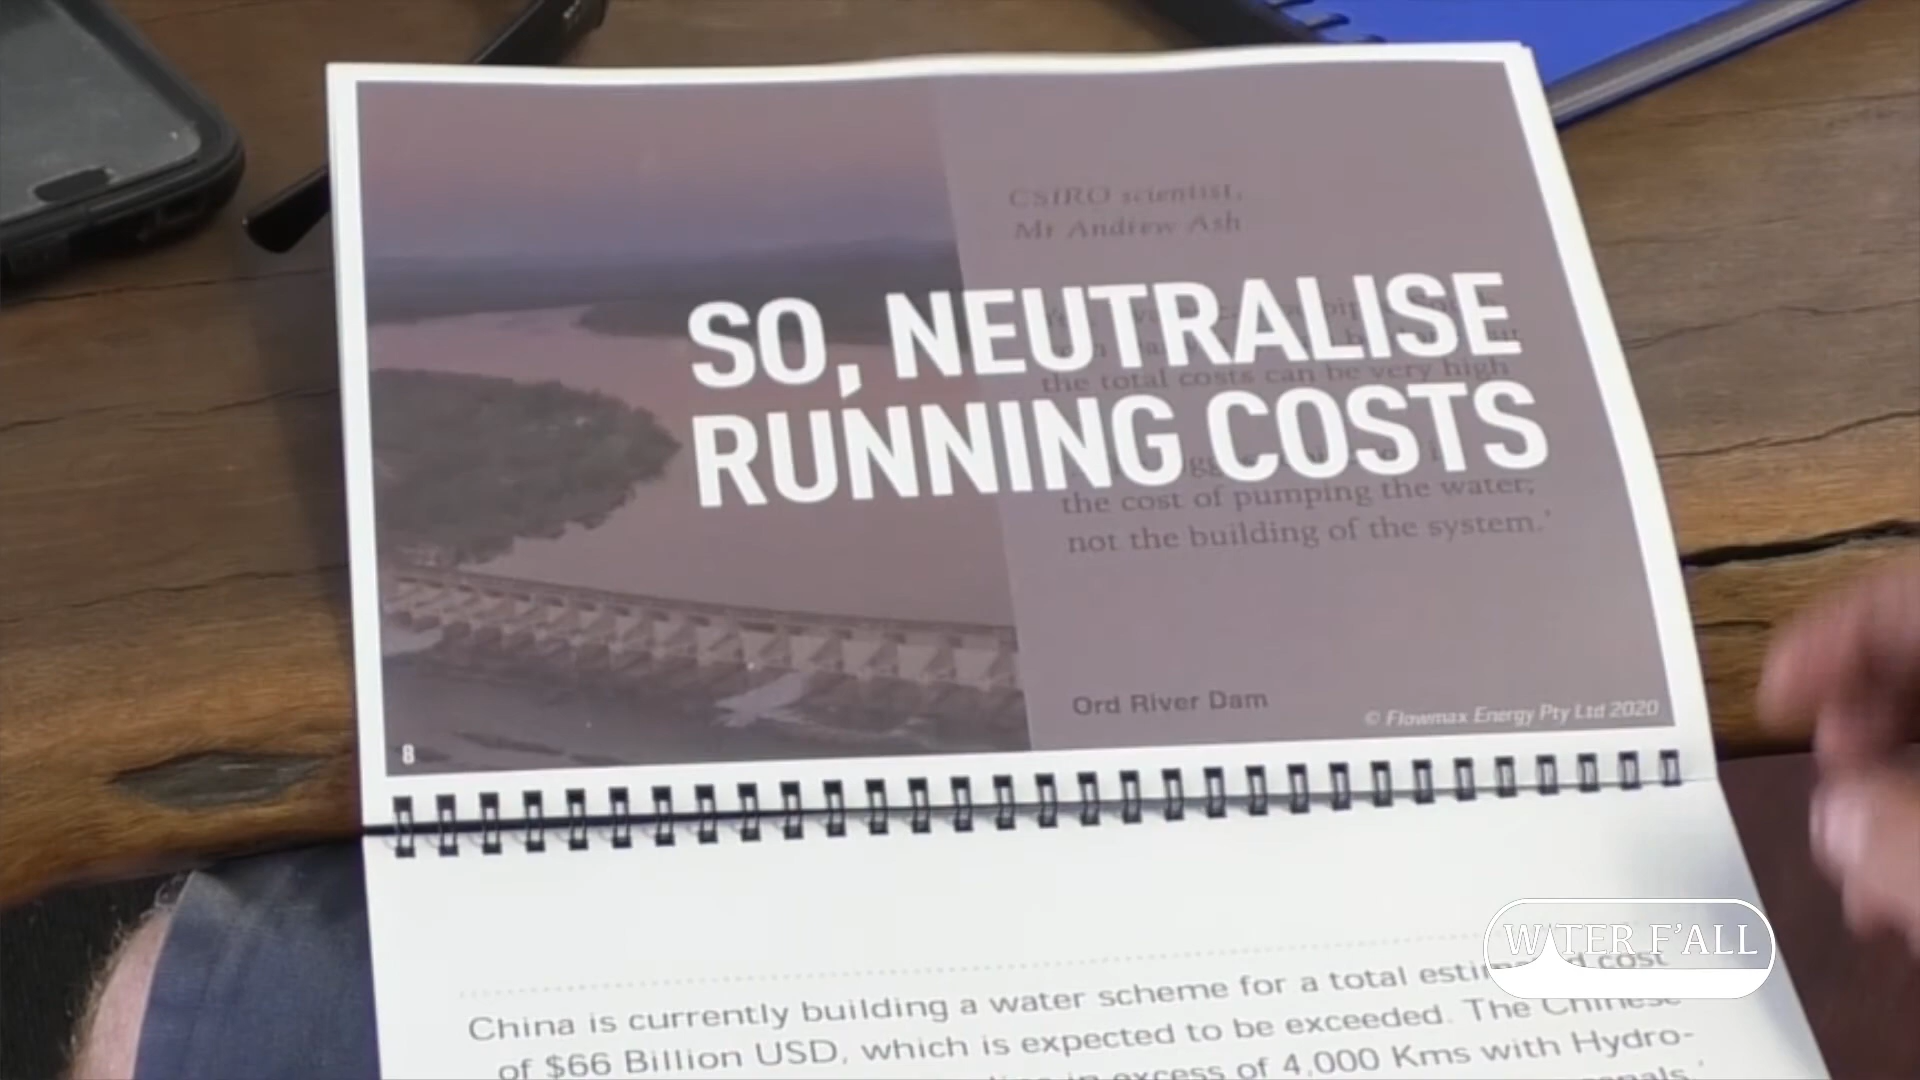 CSIRO scientist,
Mr Andrew Ash
SO, NEUTRALISE
the total costs can be very high
RUNNING COSTS
the cost of pumping the water;
not the building of the system.'
Ord River Dam
© Flowmax Energy Pty Ltd 2020
8
WATER F'ALL
China is currently building a water scheme for a total estimated cost
of $66 Billion USD, which is expected to be exceeded. The Chinese
in excess of 4,000 Kms with Hydro-